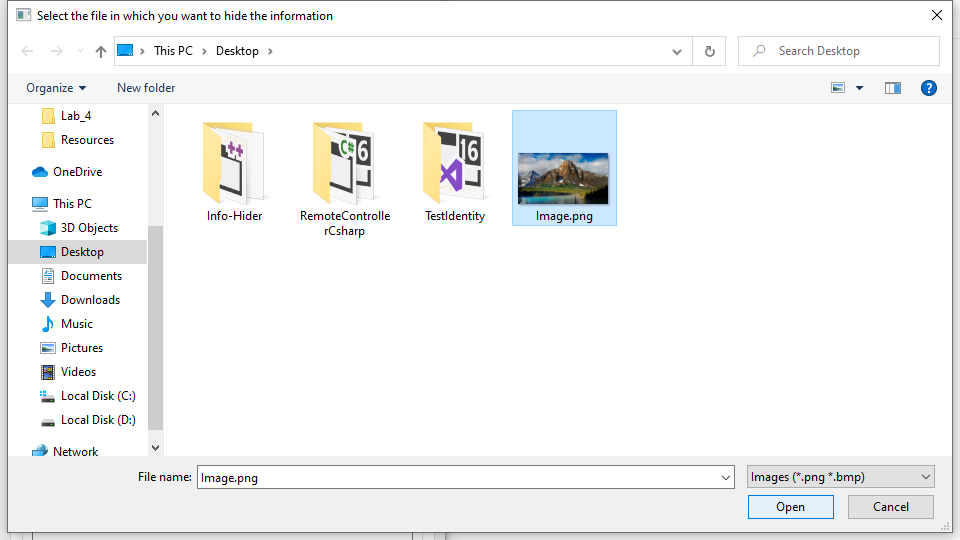 Select the file in which you want to hide the information
This PC
Desktop
Search Desktop
Organize
New folder
?
Lab_4
Resources
OneDrive
This PC
3D Objects
Desktop
Documents
Downloads
Music
Pictures
Videos
Local Disk (C:)
Local Disk (D:)
Network
++
Info-Hider
C#
6
RemoteControlle
rCsharp
16
TestIdentity
Image.png
File name:
Image.png
Images (*.png *.bmp)
Open
Cancel